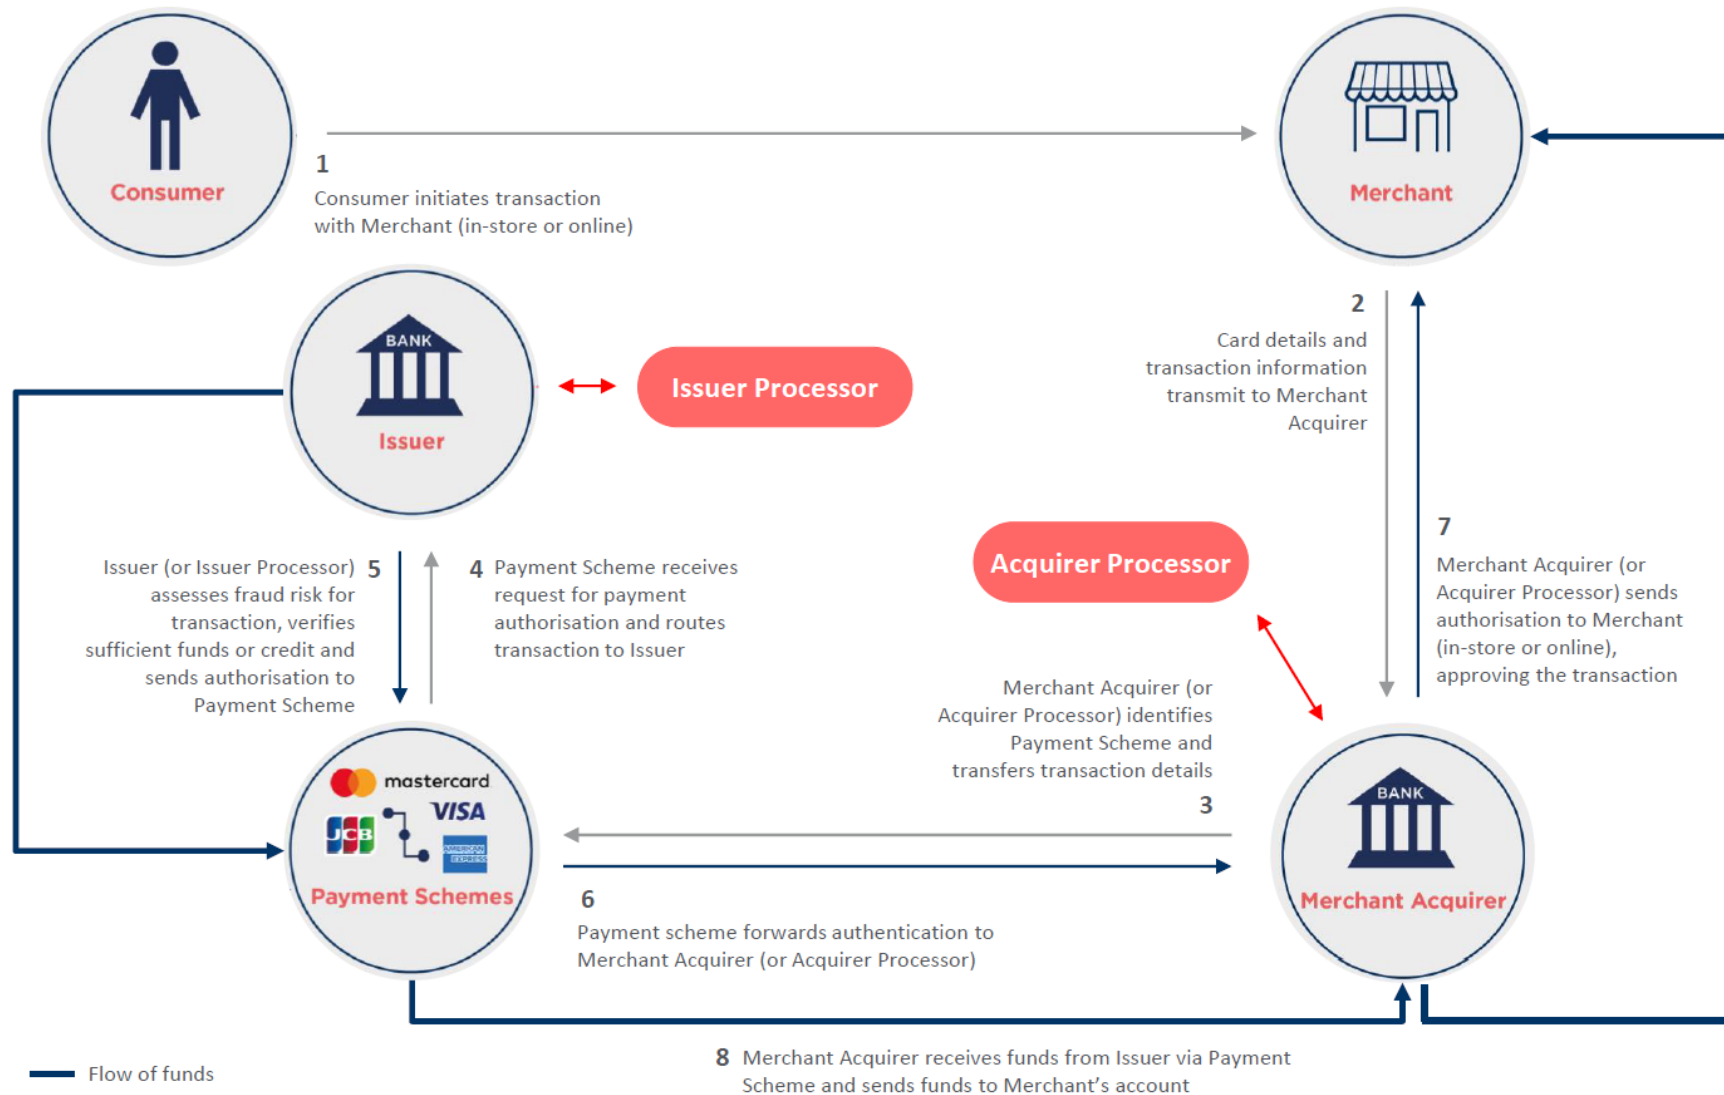 Consumer
Merchant
1
Consumer initiates transaction
with Merchant (in-store or online)
BANK
Issuer
Issuer Processor
2
Card details and
transaction information
transmit to Merchant
Acquirer
Acquirer Processor
7
Merchant Acquirer (or
Acquirer Processor) sends
authorisation to Merchant
(in-store or online),
approving the transaction
Issuer (or Issuer Processor)
assesses fraud risk for
transaction, verifies
sufficient funds or credit and
sends authorisation to
Payment Scheme
5
4
Payment Scheme receives
request for payment
authorisation and routes
transaction to Issuer
Merchant Acquirer (or
Acquirer Processor) identifies
Payment Scheme and
transfers transaction details
3
mastercard
VISA
JCB
AMERICAN
EXPRESS
Payment Schemes
BANK
Merchant Acquirer
6
Payment scheme forwards authentication to
Merchant Acquirer (or Acquirer Processor)
8 Merchant Acquirer receives funds from Issuer via Payment
Scheme and sends funds to Merchant’s account
Flow of funds